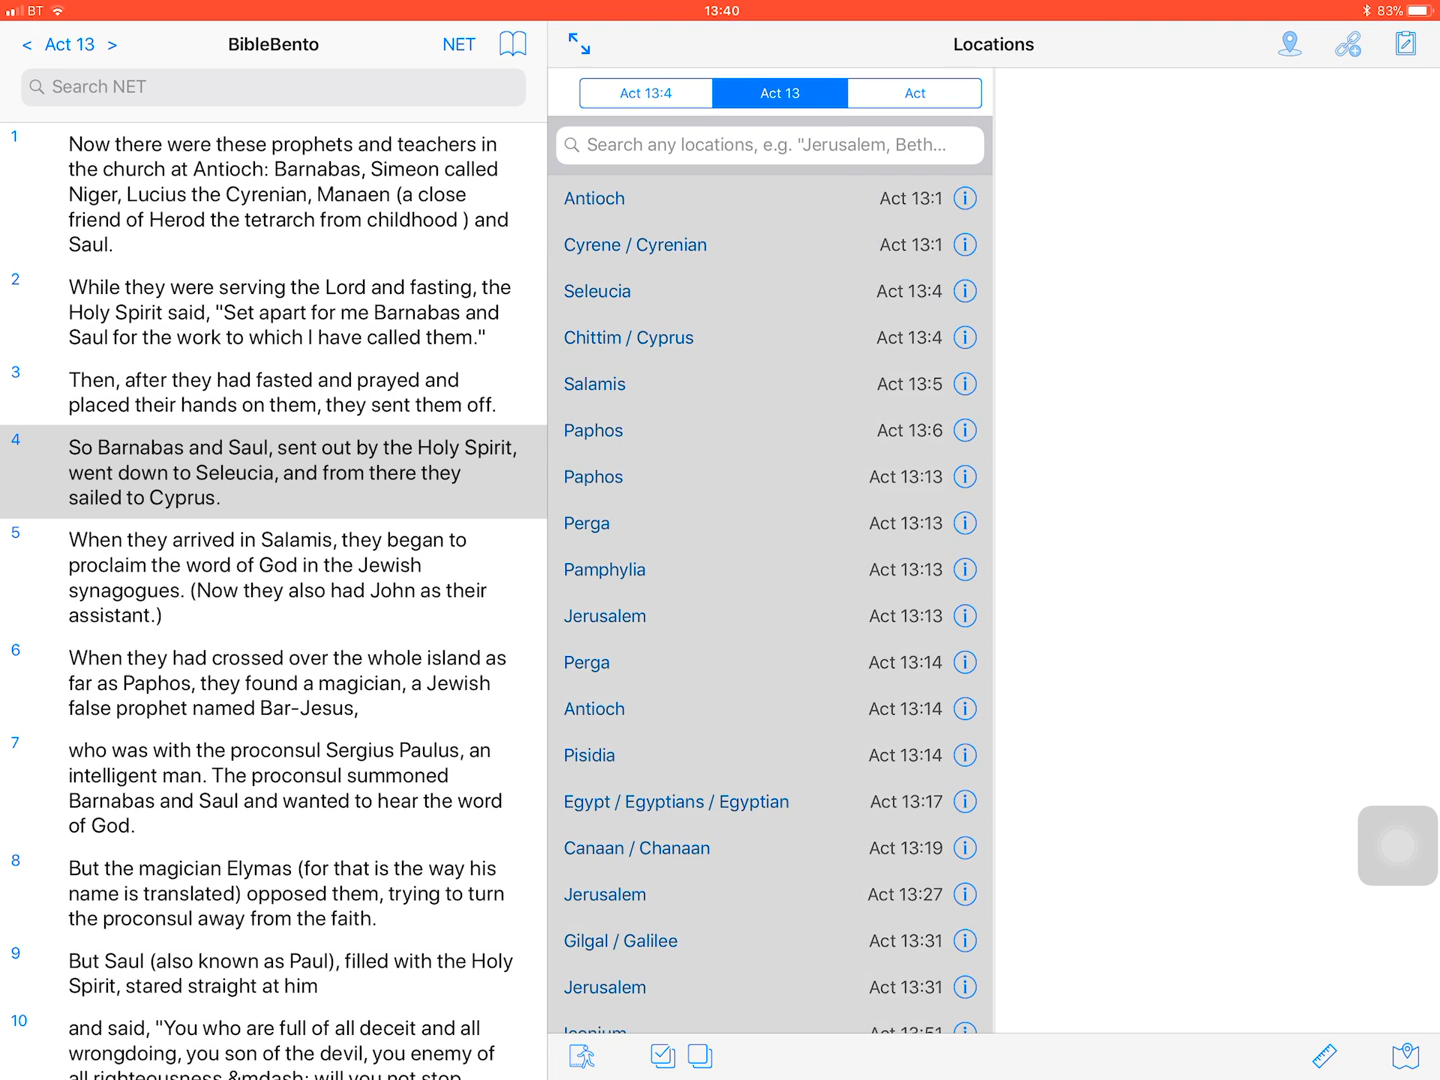 BT
13:40
83%
< Act 13 >
BibleBento
NET
Locations
Search NET
Act 13:4
Act 13
Act
Search any locations, e.g. "Jerusalem, Beth...
1
Now there were these prophets and teachers in
the church at Antioch: Barnabas, Simeon called
Niger, Lucius the Cyrenian, Manaen (a close
friend of Herod the tetrarch from childhood ) and
Saul.
2
While they were serving the Lord and fasting, the
Holy Spirit said, "Set apart for me Barnabas and
Saul for the work to which I have called them."
3
Then, after they had fasted and prayed and
placed their hands on them, they sent them off.
4
So Barnabas and Saul, sent out by the Holy Spirit,
went down to Seleucia, and from there they
sailed to Cyprus.
5
When they arrived in Salamis, they began to
proclaim the word of God in the Jewish
synagogues. (Now they also had John as their
assistant.)
6
When they had crossed over the whole island as
far as Paphos, they found a magician, a Jewish
false prophet named Bar-Jesus,
7
who was with the proconsul Sergius Paulus, an
intelligent man. The proconsul summoned
Barnabas and Saul and wanted to hear the word
of God.
8
But the magician Elymas (for that is the way his
name is translated) opposed them, trying to turn
the proconsul away from the faith.
9
But Saul (also known as Paul), filled with the Holy
Spirit, stared straight at him
10
and said, "You who are full of all deceit and all
wrongdoing, you son of the devil, you enemy of
all righteousness &mdash; will you not stop
Antioch Act 13:1
Cyrene / Cyrenian Act 13:1
Seleucia Act 13:4
Chittim / Cyprus Act 13:4
Salamis Act 13:5
Paphos Act 13:6
Paphos Act 13:13
Perga Act 13:13
Pamphylia Act 13:13
Jerusalem Act 13:13
Perga Act 13:14
Antioch Act 13:14
Pisidia Act 13:14
Egypt / Egyptians / Egyptian Act 13:17
Canaan / Chanaan Act 13:19
Jerusalem Act 13:27
Gilgal / Galilee Act 13:31
Jerusalem Act 13:31
Iconium Act 13:51